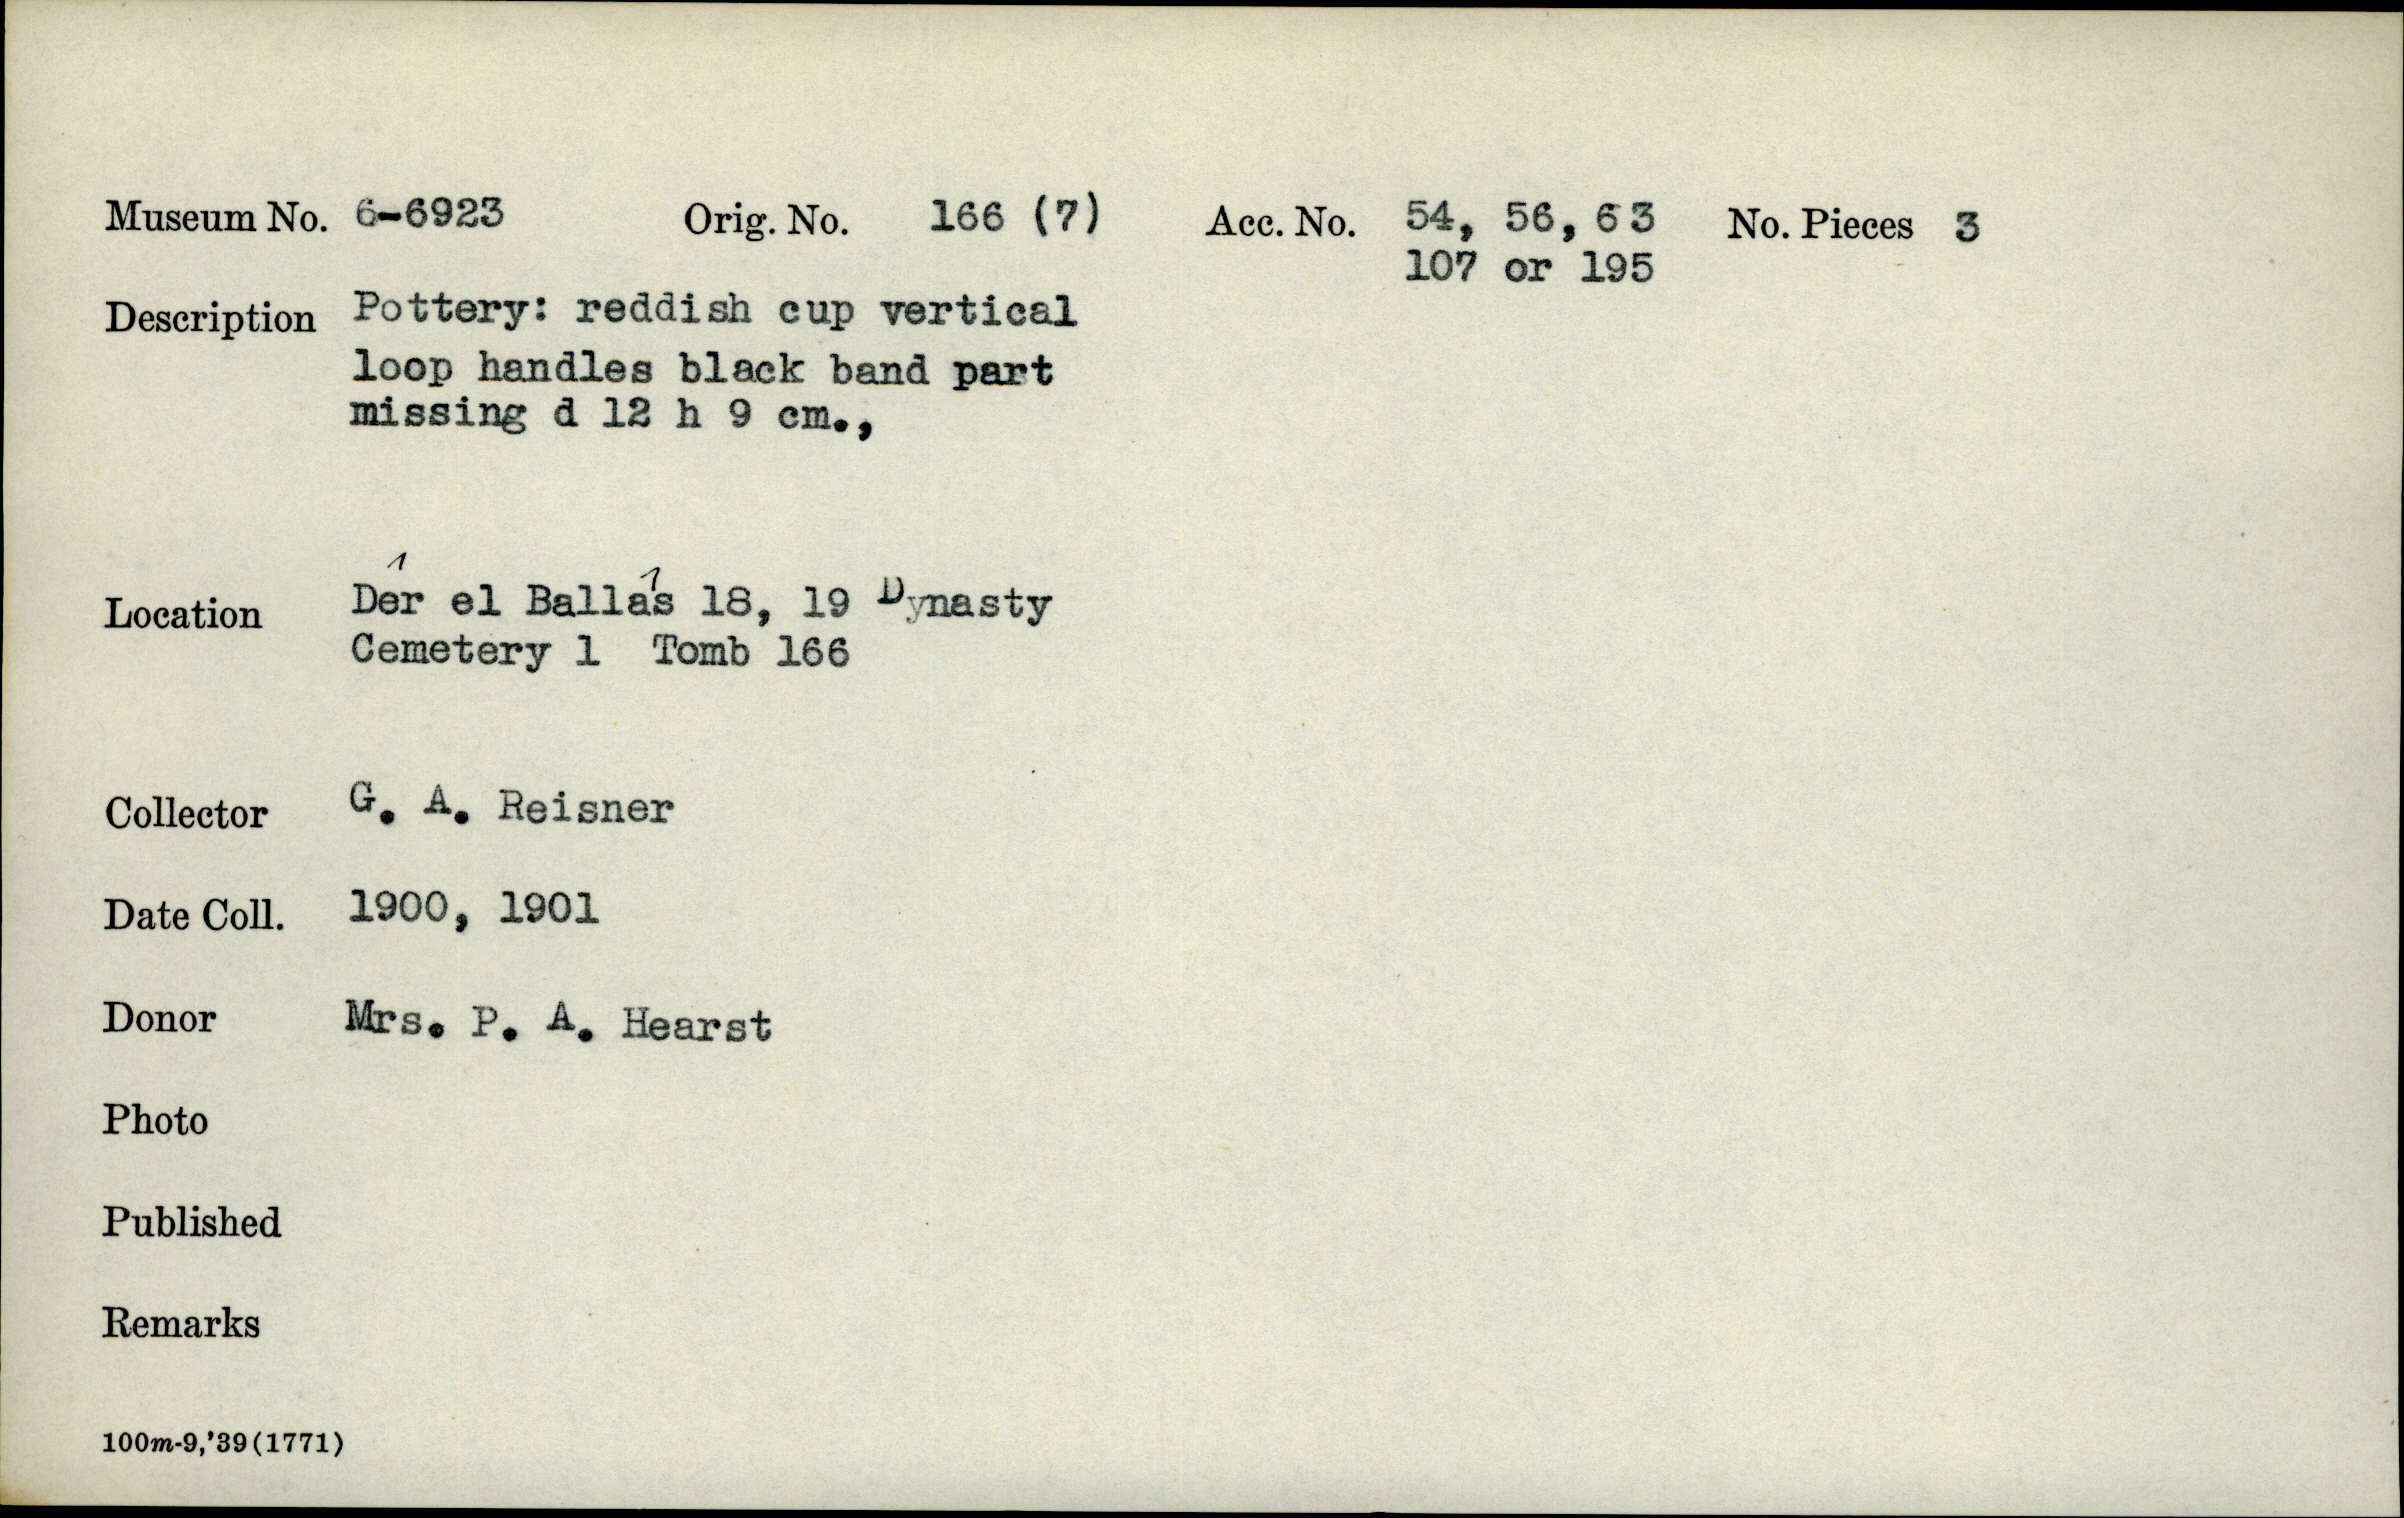 Museum No. 6-6923 Orig. No. 166 (7) Acc. No. 54, 56, 63 No. Pieces 3
107 or 195
Description Pottery: reddish cup vertical
loop handles black band part
missing d 12 h 9 cm.,
Location Dêr el Ballâs 18, 19 Dynasty
Cemetery 1 Tomb 166
Collector G. A. Reisner
Date Coll. 1900, 1901
Donor Mrs. P. A. Hearst
Photo
Published
Remarks
100m-9,'39(1771)